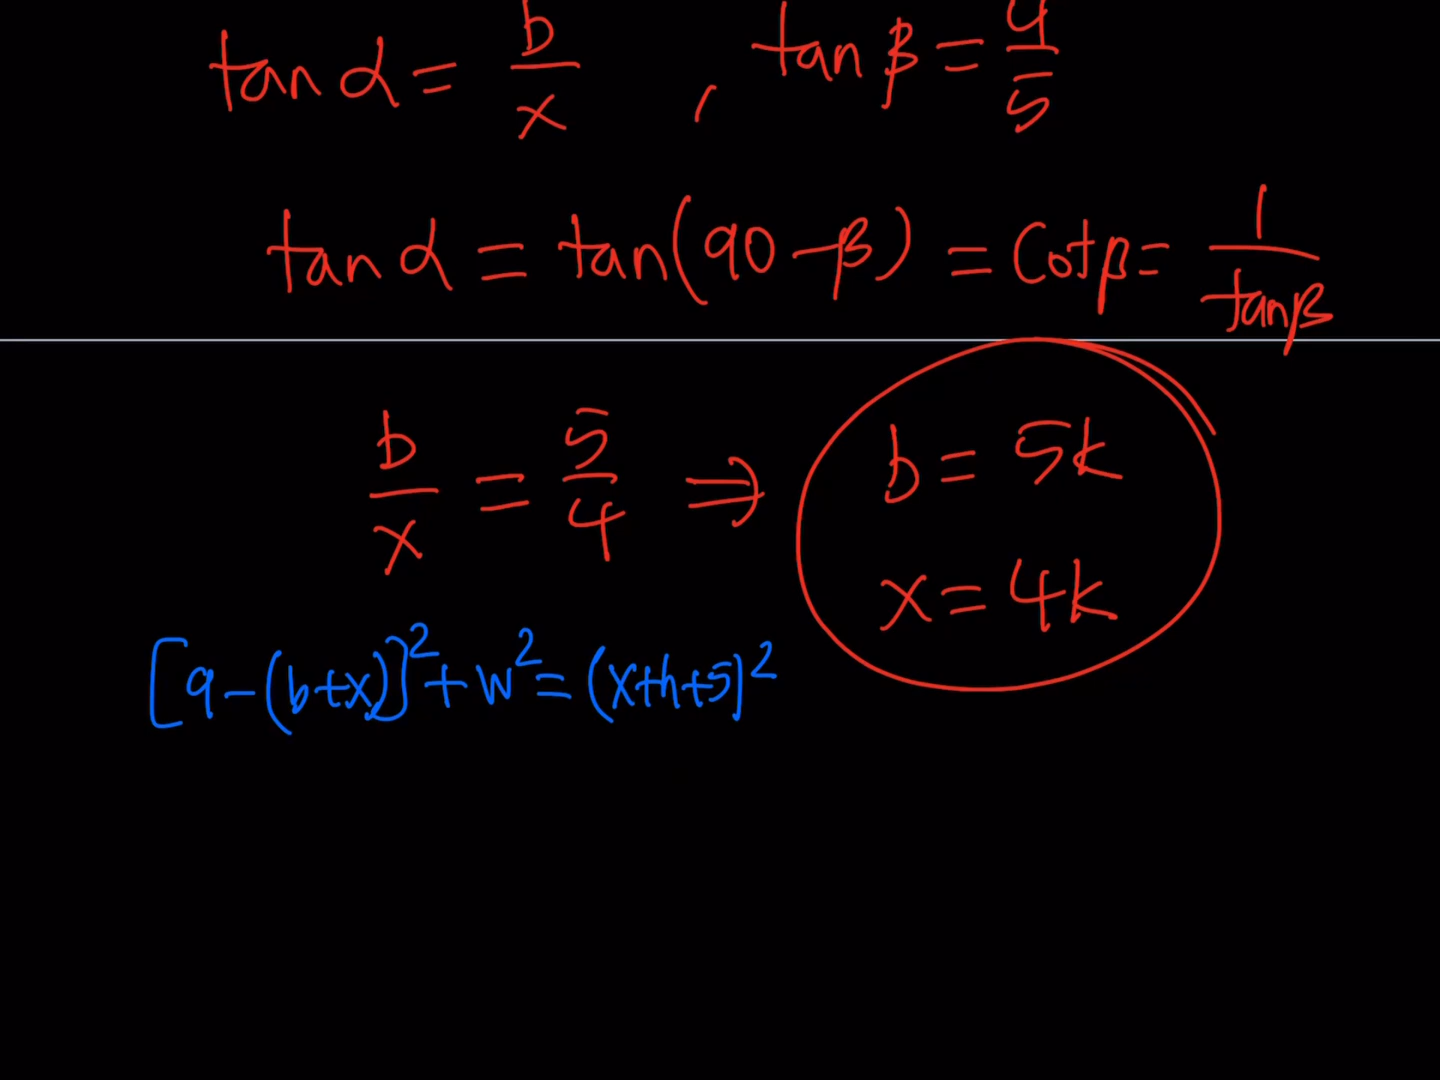 tan α = b/x , tan β = 4/5
tan α = tan(90 - β) = Cot β = 1/tan β
b/x = 5/4 ⇒ b = 5k
x = 4k
[9 - (b+x)]² + w² = (x+h+5)²